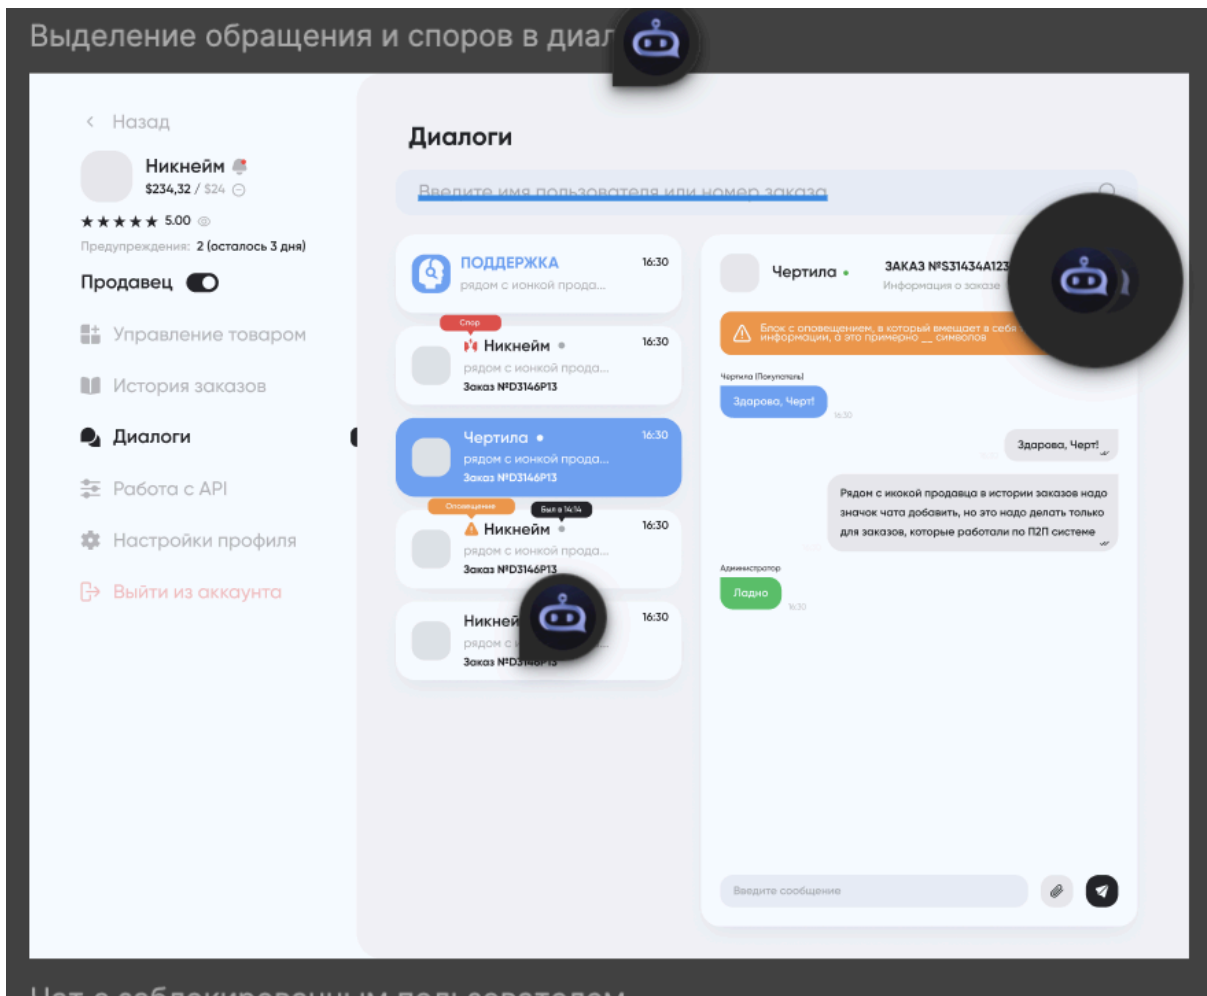 Выделение обращения и споров в
Назад
Никнейм
$234,32 / $24
5.00
Предупреждения: 2 (осталось 3 дня)
Продавец
Управление товаром
История заказов
Диалоги
Работа с API
Настройки профиля
Выйти из аккаунта
Диалоги
Введите имя пользователя или номер заказа
ПОДДЕРЖКА
16:30
рядом с ионкой прода...
Спор
Никнейм
16:30
рядом с ионкой прода...
Заказ №D3146P13
Чертила
16:30
рядом с ионкой прода...
Заказ №D3146P13
Оповещение
Был в 14:14
Никнейм
16:30
рядом с ионкой прода...
Заказ №D3146P13
16:30
рядом с
Заказ №D3146P13
Чертила
ЗАКАЗ №S31434A123
Информация о заказе
Блок с оповещением, в который вмещает в себя
информации, а это примерно __ символов
Чертила (Покупатель)
Здарова, Черт!
16:30
Здарова, Черт!
Рядом с икокой продавца в истории заказов надо
значок чата добавить, но это надо делать только
для заказов, которые работали по П2П системе
Администратор
Ладно
16:30
Введите сообщение